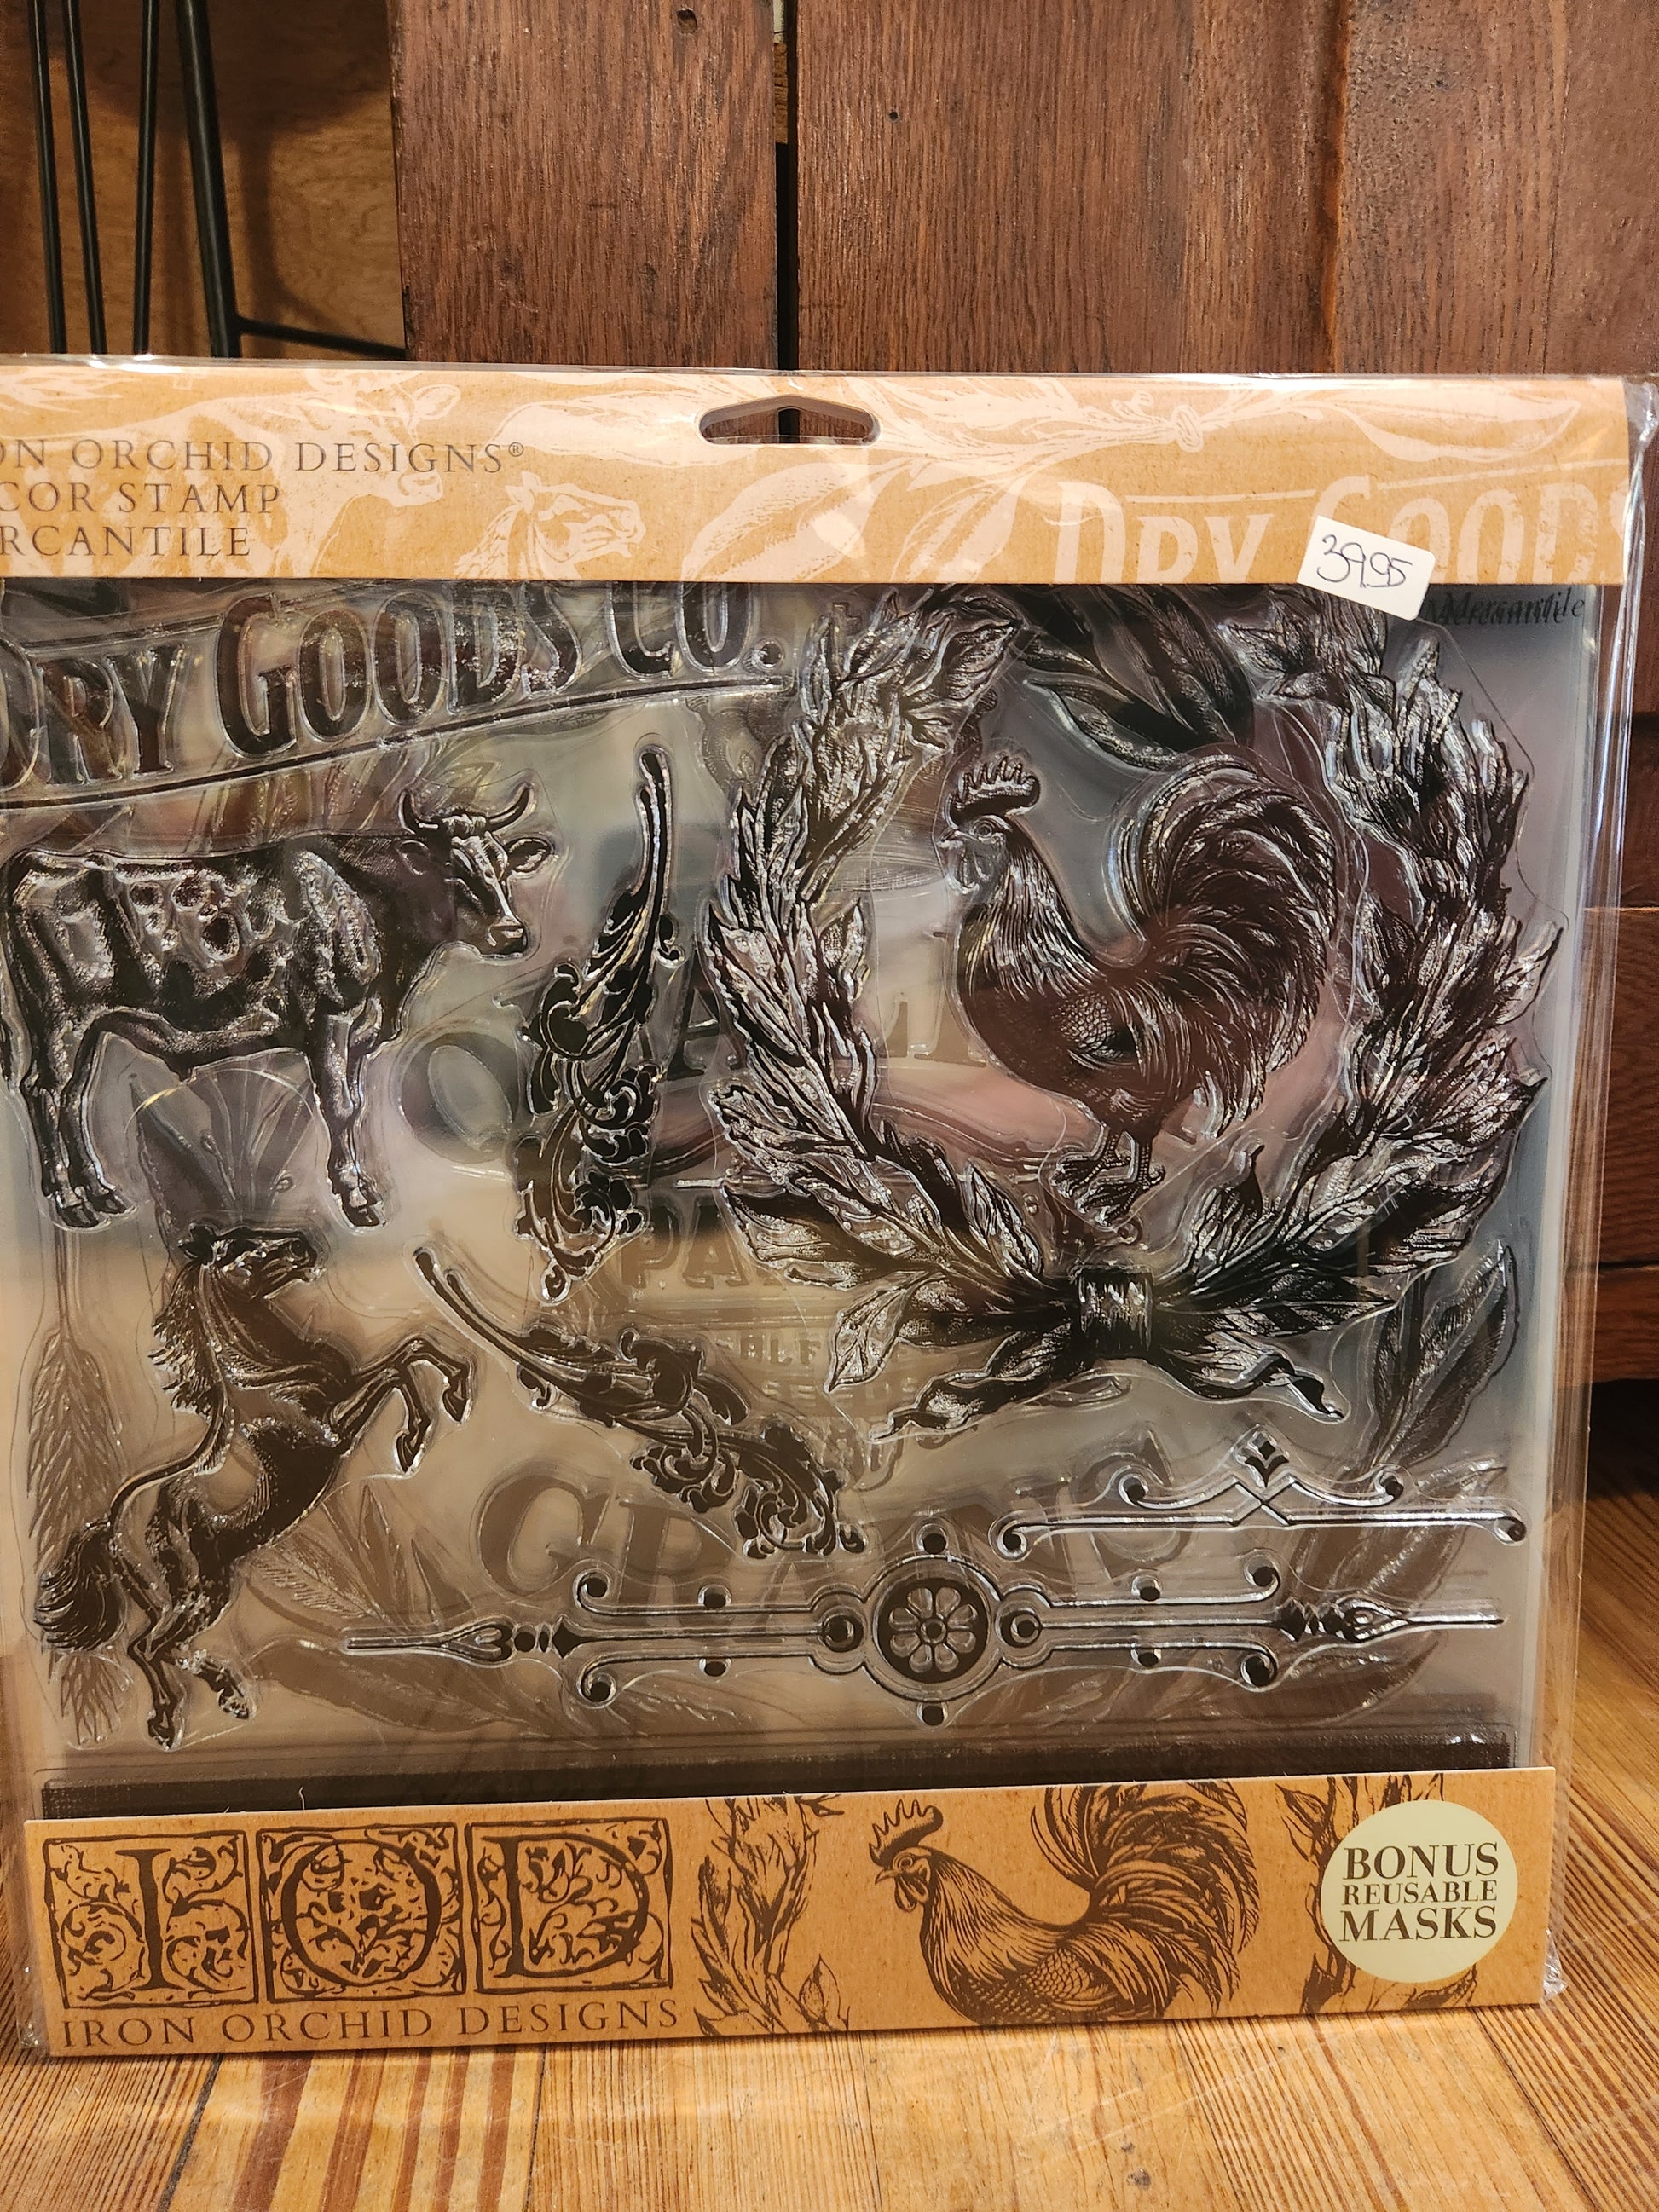 ON ORCHID DESIGNS®
COR STAMP
RCANTILE
DRY GOODS
39.95
Mercantile
DRY GOODS CO.
GRAINS
IOD
IRON ORCHID DESIGNS
BONUS
REUSABLE
MASKS